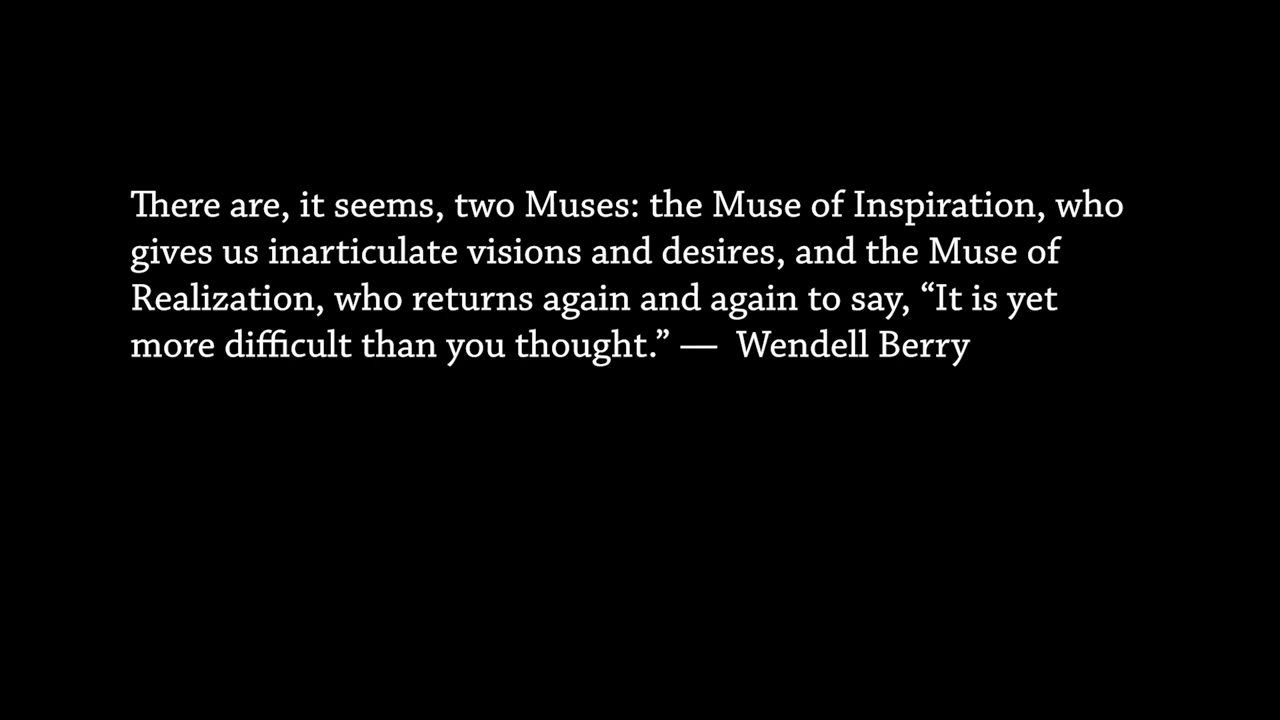 There are, it seems, two Muses: the Muse of Inspiration, who
gives us inarticulate visions and desires, and the Muse of
Realization, who returns again and again to say, “It is yet
more difficult than you thought.” — Wendell Berry